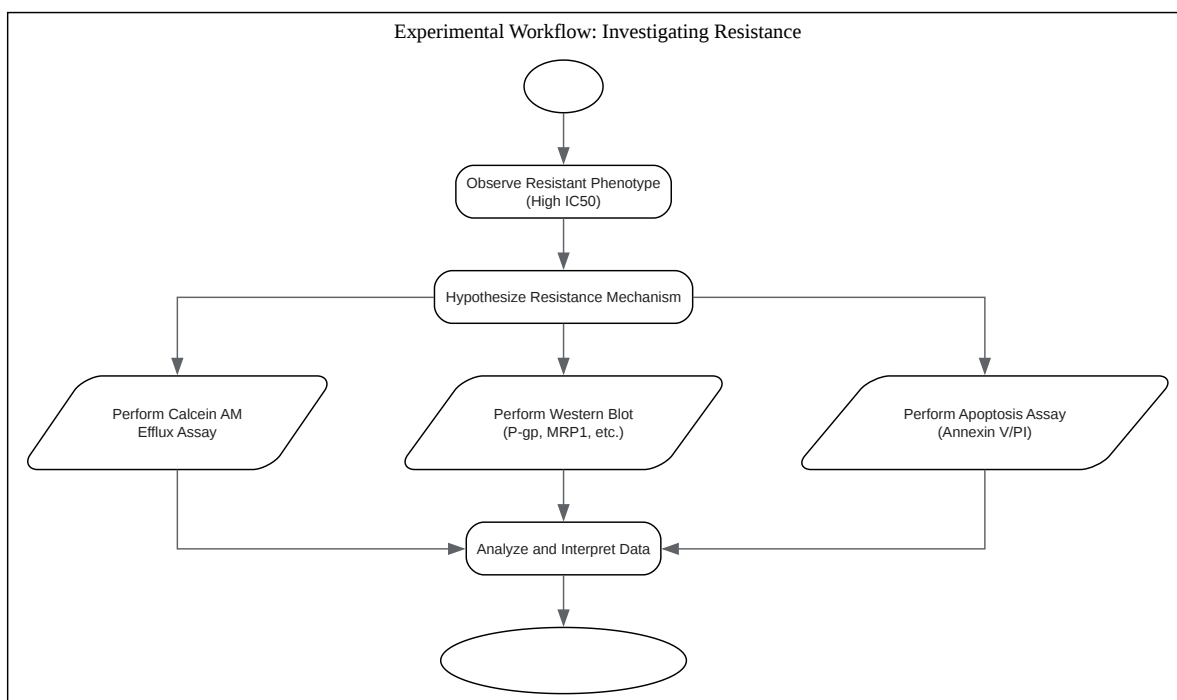 Experimental Workflow: Investigating Resistance
Observe Resistant Phenotype
(High IC50)
Hypothesize Resistance Mechanism
Perform Calcein AM
Efflux Assay
Perform Western Blot
(P-gp, MRP1, etc.)
Perform Apoptosis Assay
(Annexin V/PI)
Analyze and Interpret Data